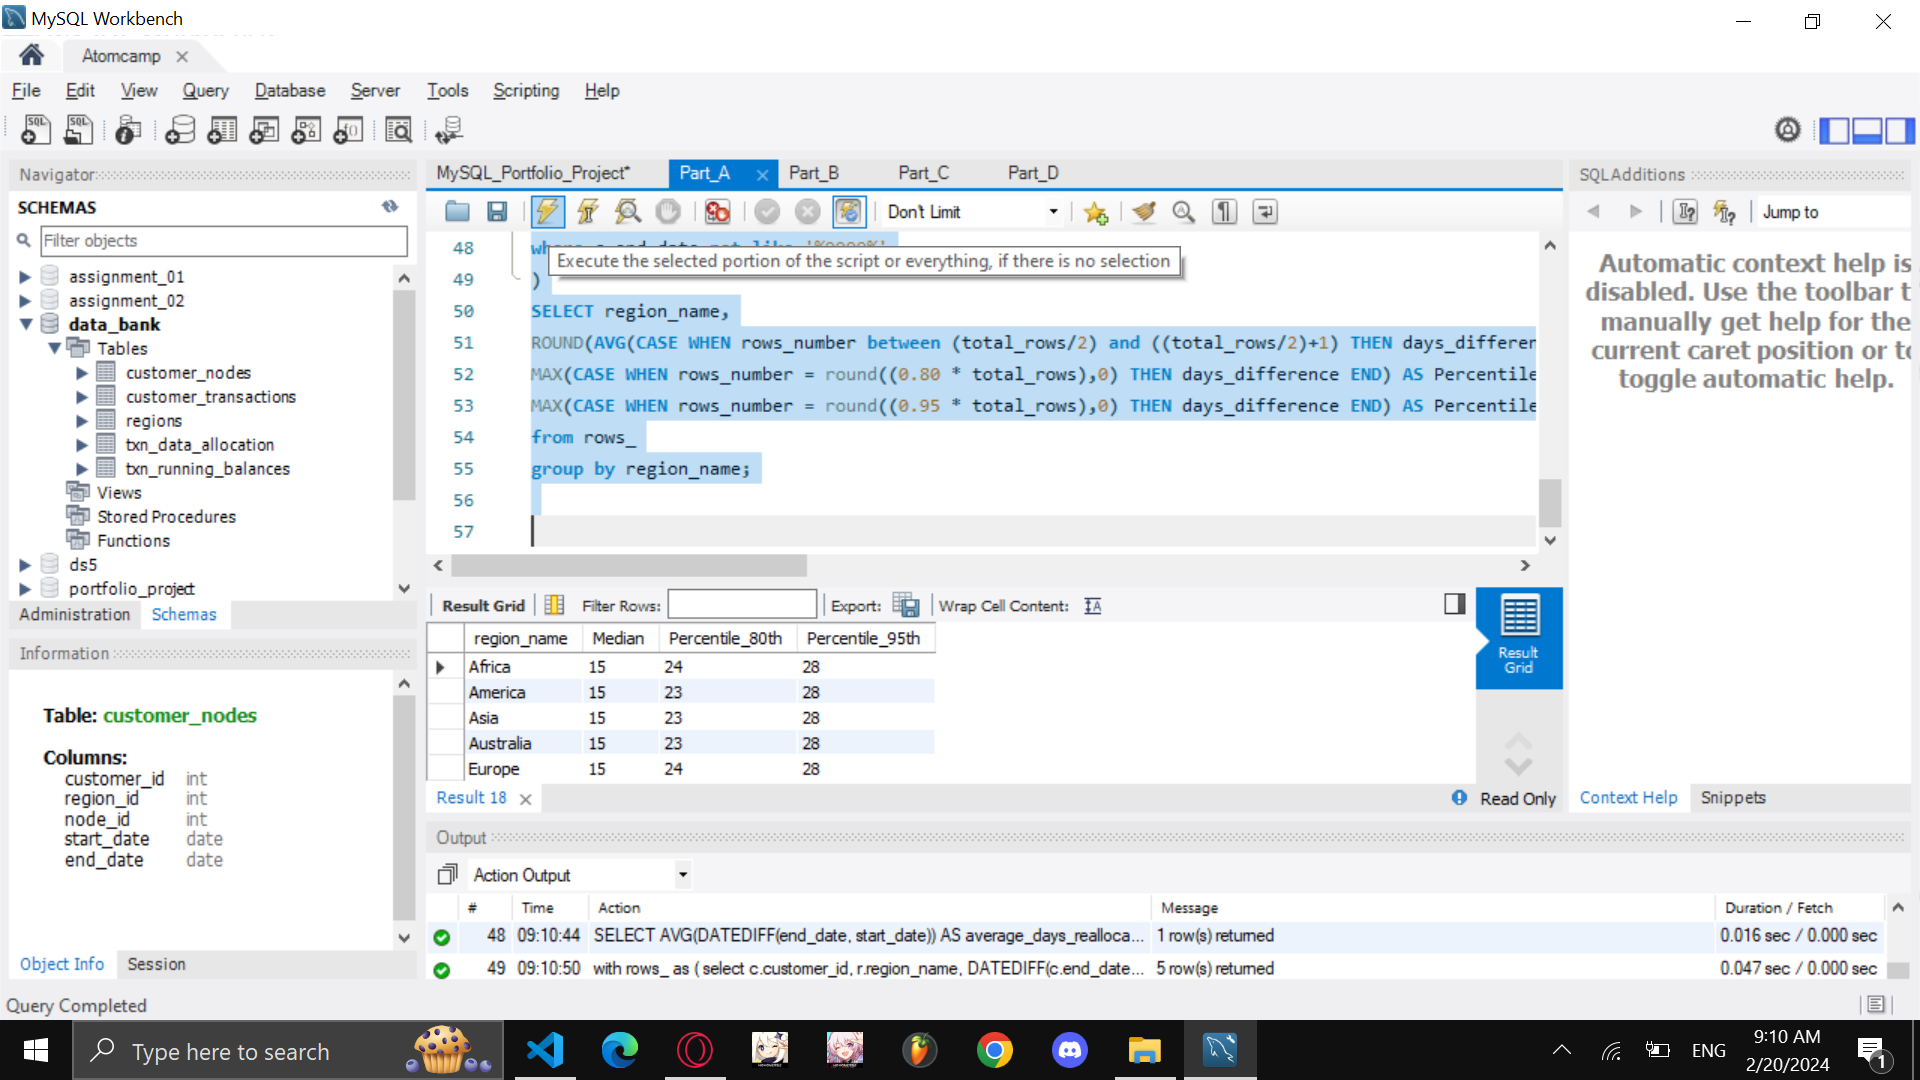 MySQL Workbench
Atomcamp
File Edit View Query Database Server Tools Scripting Help
Navigator
SCHEMAS
Filter objects
assignment_01
assignment_02
data_bank
Tables
customer_nodes
customer_transactions
regions
txn_data_allocation
txn_running_balances
Views
Stored Procedures
Functions
ds5
portfolio_project
Administration Schemas
Information
Table: customer_nodes
Columns:
customer_id int
region_id int
node_id int
start_date date
end_date date
Object Info Session
Query Completed
MySQL_Portfolio_Project* Part_A Part_B Part_C Part_D
Don't Limit
48
Execute the selected portion of the script or everything, if there is no selection
49 )
50 SELECT region_name,
51 ROUND(AVG(CASE WHEN rows_number between (total_rows/2) and ((total_rows/2)+1) THEN days_differen
52 MAX(CASE WHEN rows_number = round((0.80 * total_rows),0) THEN days_difference END) AS Percentile
53 MAX(CASE WHEN rows_number = round((0.95 * total_rows),0) THEN days_difference END) AS Percentile
54 from rows_
55 group by region_name;
56
57
Result Grid Filter Rows: Export: Wrap Cell Content:
region_name Median Percentile_80th Percentile_95th
Africa 15 24 28
America 15 23 28
Asia 15 23 28
Australia 15 23 28
Europe 15 24 28
Result Grid
Result 18 Read Only
Output
Action Output
# Time Action Message Duration / Fetch
48 09:10:44 SELECT AVG(DATEDIFF(end_date, start_date)) AS average_days_realloca... 1 row(s) returned 0.016 sec / 0.000 sec
49 09:10:50 with rows_ as ( select c.customer_id, r.region_name, DATEDIFF(c.end_date... 5 row(s) returned 0.047 sec / 0.000 sec
SQLAdditions
Jump to
Automatic context help is
disabled. Use the toolbar t
manually get help for the
current caret position or to
toggle automatic help.
Context Help Snippets
Type here to search
ENG
9:10 AM
2/20/2024
1